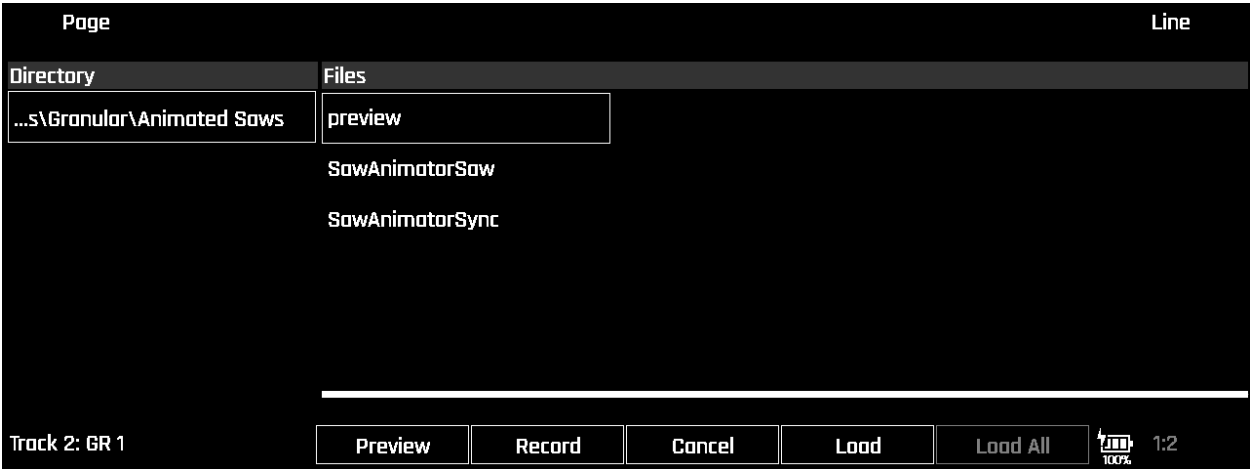 Page Line
Directory Files
...s\Granular\Animated Saws preview
SawAnimatorSaw
SawAnimatorSync
Track 2: GR 1 Preview Record Cancel Load Load All 100% 1:2